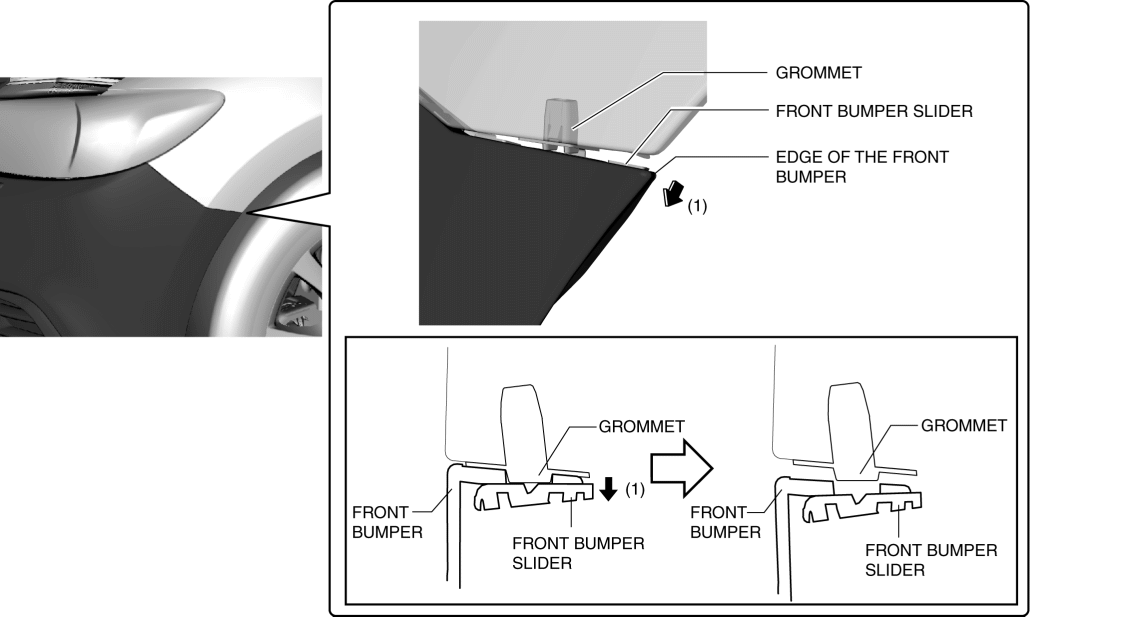 GROMMET
FRONT BUMPER SLIDER
EDGE OF THE FRONT
BUMPER
(1)
GROMMET
(1)
FRONT
BUMPER
FRONT BUMPER
SLIDER
GROMMET
FRONT
BUMPER
FRONT BUMPER
SLIDER